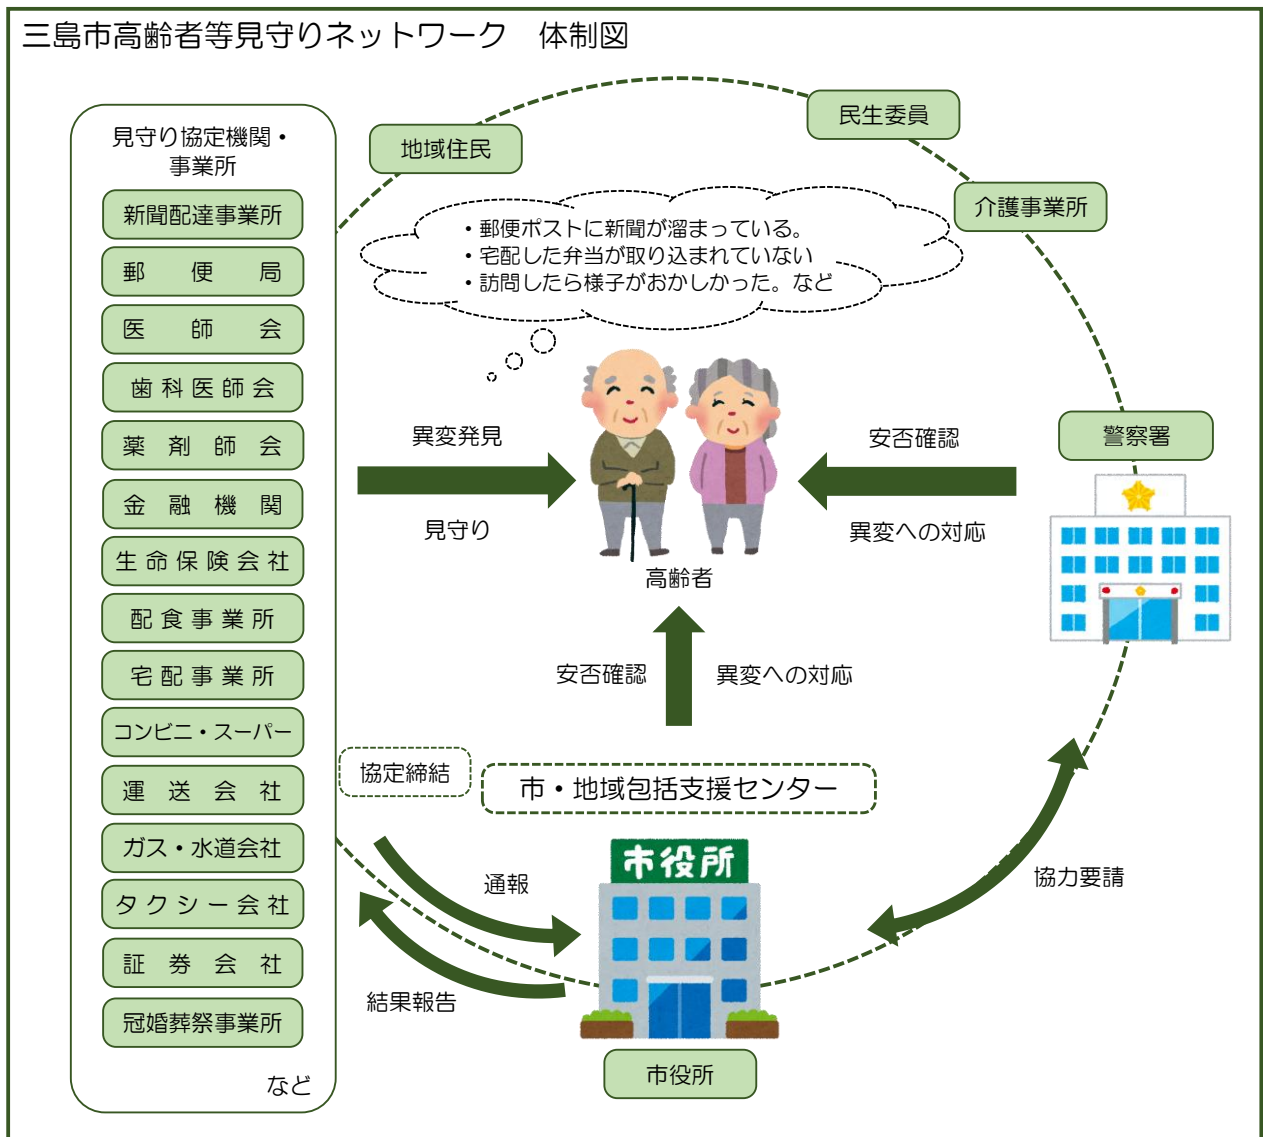 三島市高齢者等見守りネットワーク　体制図
見守り協定機関・
事業所
新聞配達事業所
郵便局
医師会
歯科医師会
薬剤師会
金融機関
生命保険会社
配食事業所
宅配事業所
コンビニ・スーパー
運送会社
ガス・水道会社
タクシー会社
証券会社
冠婚葬祭事業所
など
地域住民
民生委員
介護事業所
・郵便ポストに新聞が溜まっている。
・宅配した弁当が取り込まれていない
・訪問したら様子がおかしかった。など
異変発見
見守り
高齢者
安否確認
異変への対応
警察署
安否確認
異変への対応
協定締結
市・地域包括支援センター
市役所
通報
結果報告
協力要請
市役所